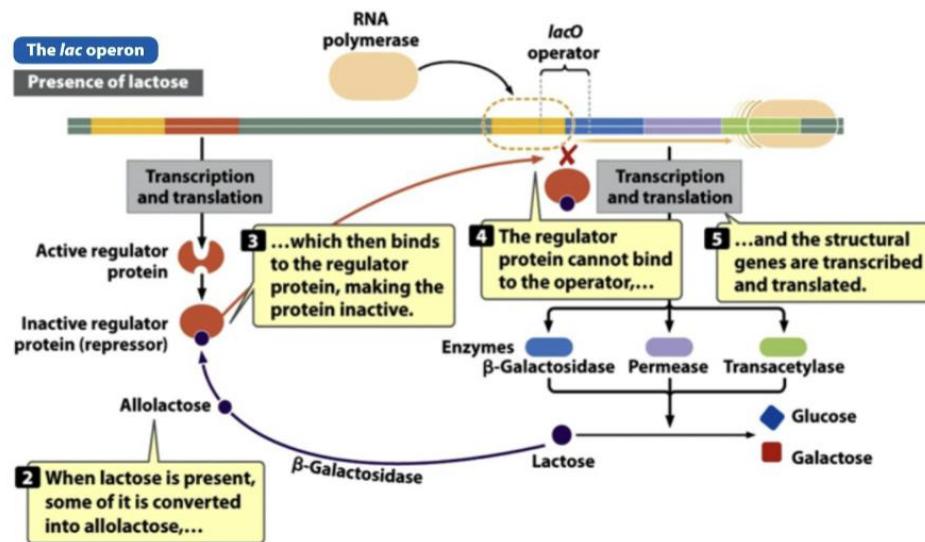 The lac operon
Presence of lactose
RNA
polymerase
lacO
operator
Transcription
and translation
Active regulator
protein
Inactive regulator
protein (repressor)
3 ...which then binds
to the regulator
protein, making the
protein inactive.
4 The regulator
protein cannot bind
to the operator,...
Transcription
and translation
5 ...and the structural
genes are transcribed
and translated.
Enzymes
β-Galactosidase
Permease
Transacetylase
Allolactose
2 When lactose is present,
some of it is converted
into allolactose,...
β-Galactosidase
Lactose
Glucose
Galactose